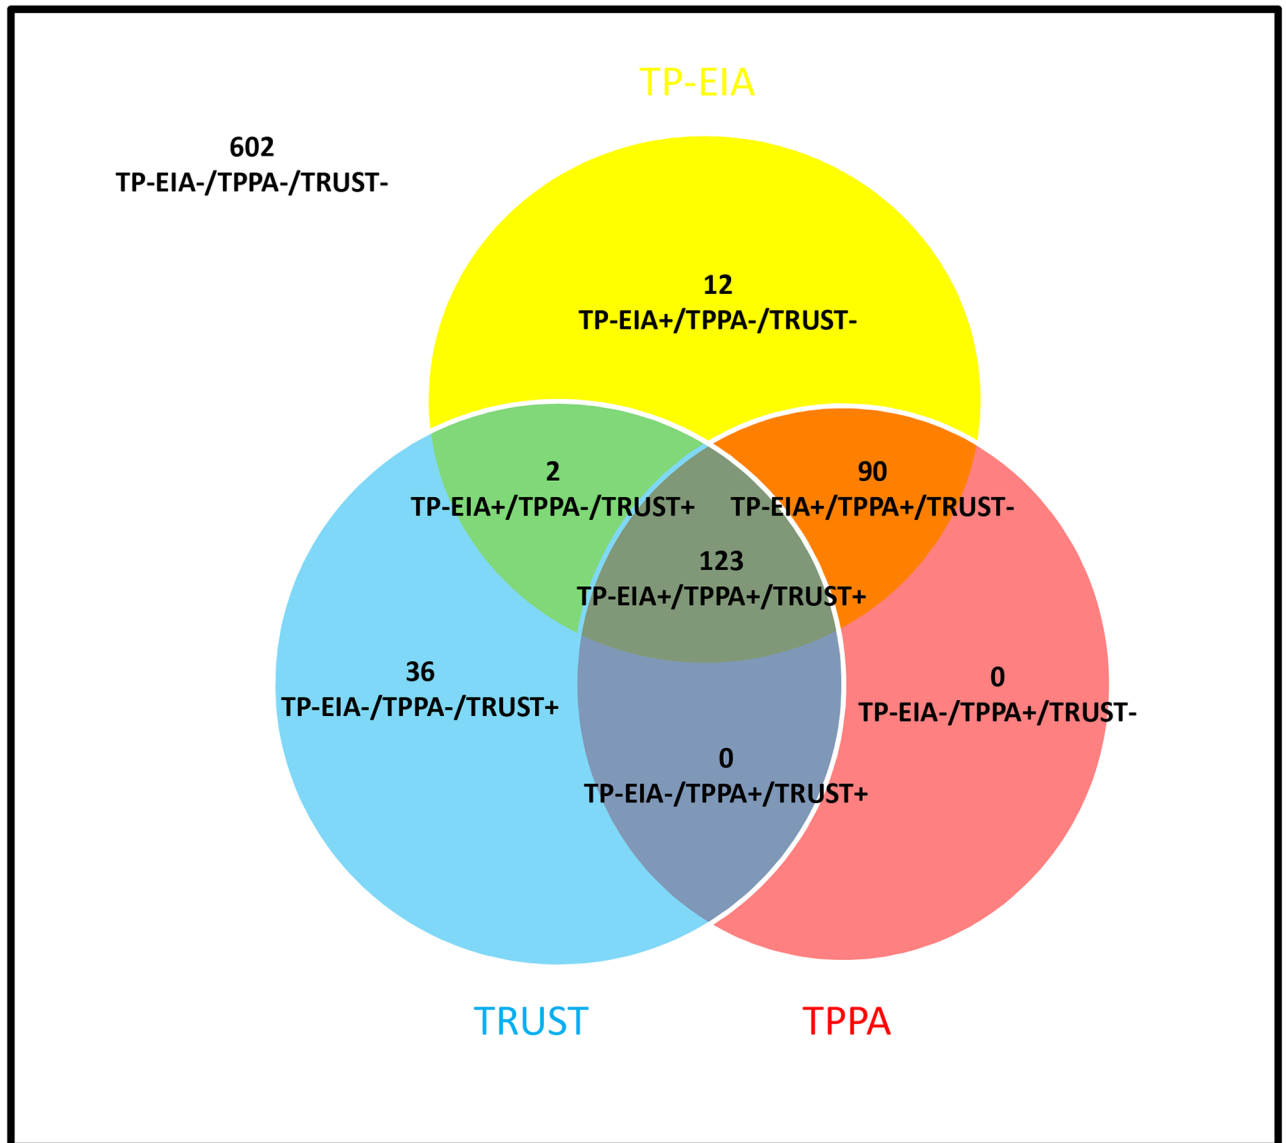 TP-EIA
602
TP-EIA-/TPPA-/TRUST-
12
TP-EIA+/TPPA-/TRUST-
2
TP-EIA+/TPPA-/TRUST+
90
TP-EIA+/TPPA+/TRUST-
123
TP-EIA+/TPPA+/TRUST+
36
TP-EIA-/TPPA-/TRUST+
0
TP-EIA-/TPPA+/TRUST-
0
TP-EIA-/TPPA+/TRUST+
TRUST
TPPA